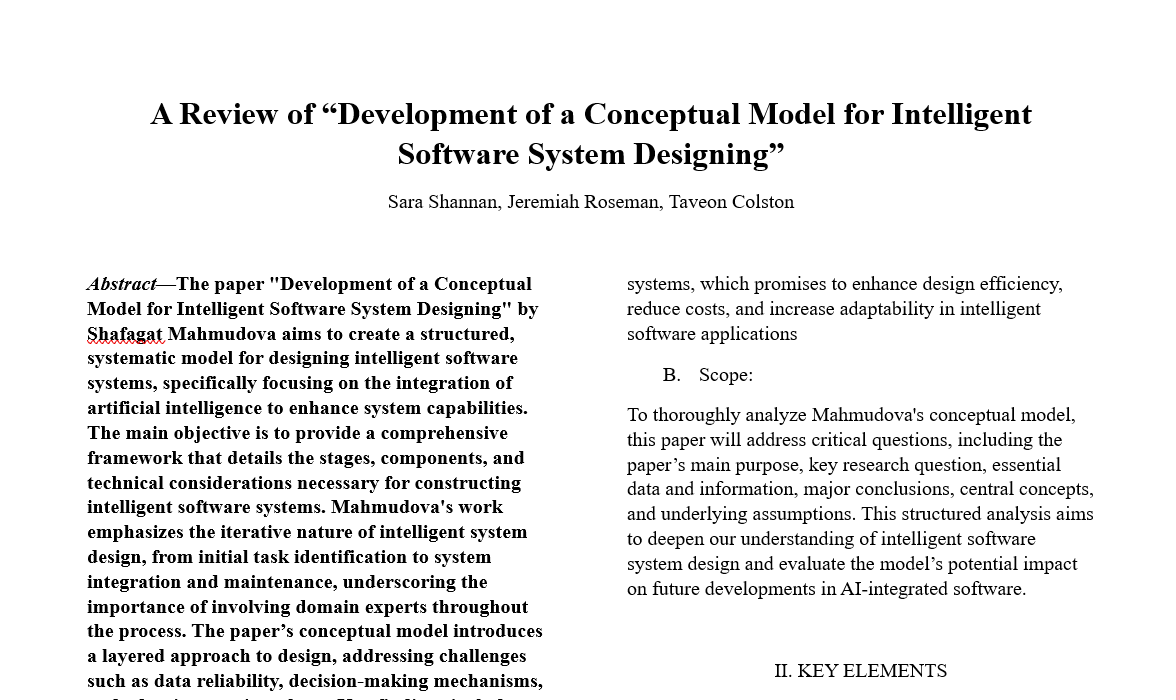 A Review of “Development of a Conceptual Model for Intelligent
Software System Designing”
Sara Shannan, Jeremiah Roseman, Taveon Colston
Abstract—The paper "Development of a Conceptual
Model for Intelligent Software System Designing" by
Shafagat Mahmudova aims to create a structured,
systematic model for designing intelligent software
systems, specifically focusing on the integration of
artificial intelligence to enhance system capabilities.
The main objective is to provide a comprehensive
framework that details the stages, components, and
technical considerations necessary for constructing
intelligent software systems. Mahmudova's work
emphasizes the iterative nature of intelligent system
design, from initial task identification to system
integration and maintenance, underscoring the
importance of involving domain experts throughout
the process. The paper’s conceptual model introduces
a layered approach to design, addressing challenges
such as data reliability, decision-making mechanisms,
systems, which promises to enhance design efficiency,
reduce costs, and increase adaptability in intelligent
software applications
B. Scope:
To thoroughly analyze Mahmudova's conceptual model,
this paper will address critical questions, including the
paper’s main purpose, key research question, essential
data and information, major conclusions, central concepts,
and underlying assumptions. This structured analysis aims
to deepen our understanding of intelligent software
system design and evaluate the model’s potential impact
on future developments in AI-integrated software.
II. KEY ELEMENTS